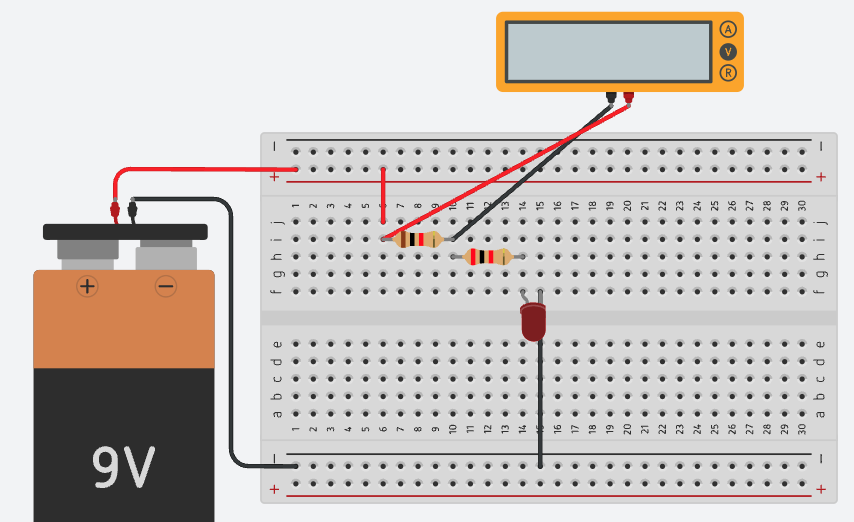 A
V
R
− −
+ +
1 2 3 4 5 6 7 8 9 10 11 12 13 14 15 16 17 18 19 20 21 22 23 24 25 26 27 28 29 30
j j
i i
h h
g g
f f
+ −
e e
d d
c c
b b
a a
1 2 3 4 5 6 7 8 9 10 11 12 13 14 15 16 17 18 19 20 21 22 23 24 25 26 27 28 29 30
− −
9V
+ +